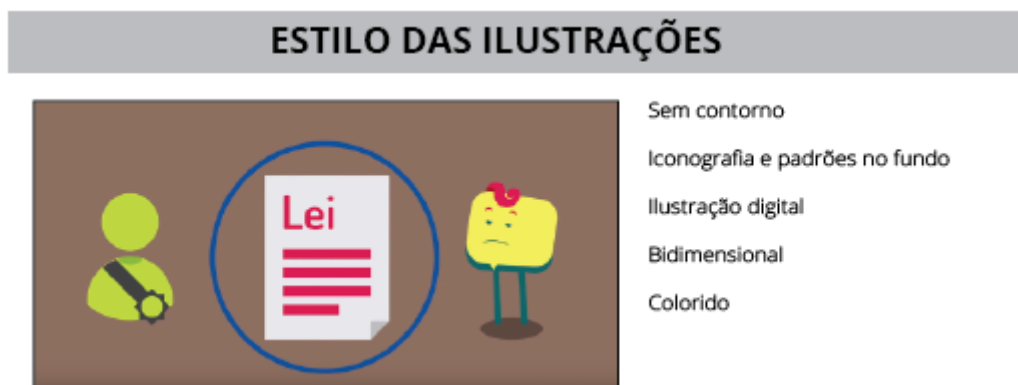 ESTILO DAS ILUSTRAÇÕES
Lei
Sem contorno
Iconografia e padrões no fundo
Ilustração digital
Bidimensional
Colorido